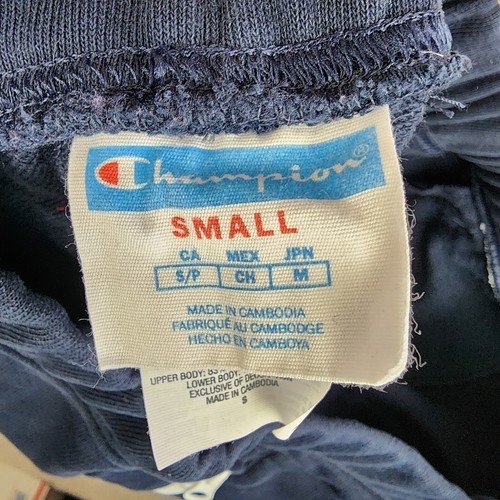 Champion®
SMALL
CA MEX JPN
S/P CH M
MADE IN CAMBODIA
FABRIQUÉ AU CAMBODGE
HECHO EN CAMBOYA
UPPER BODY: 83
LOWER BODY:
EXCLUSIVE OF
MADE IN CAMBODIA
S